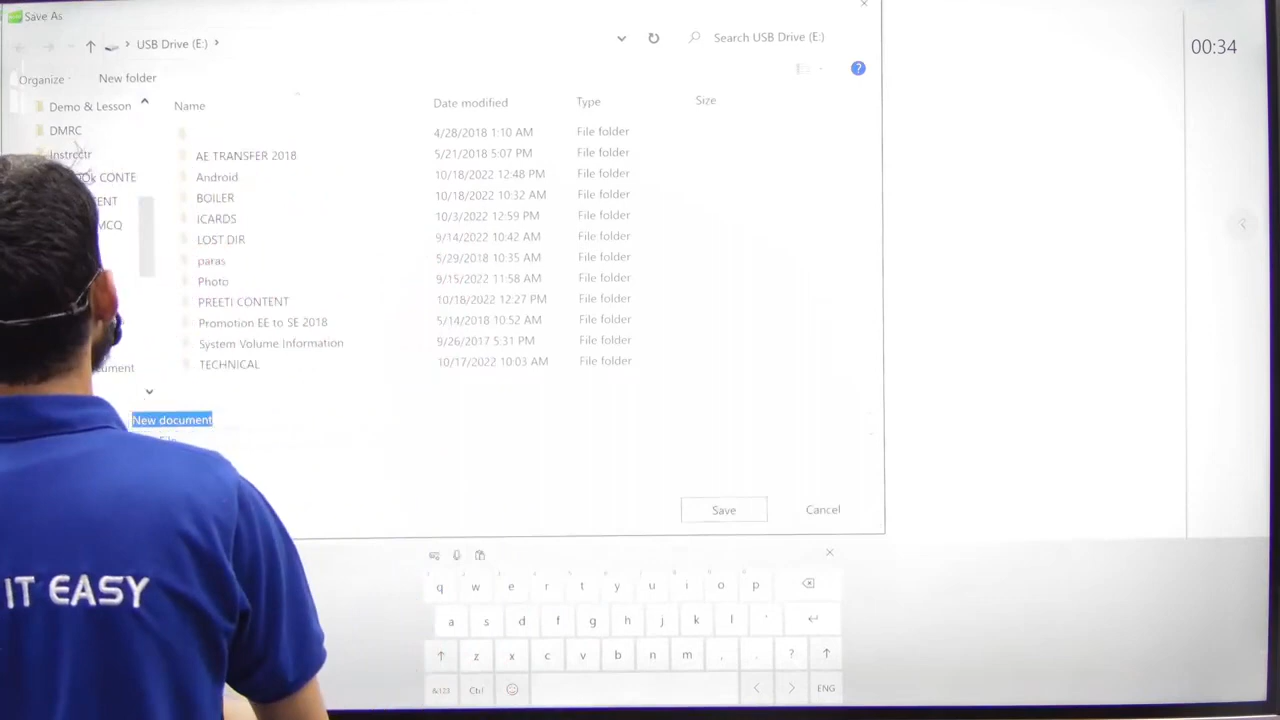 Save As
USB Drive (E:)
Search USB Drive (E:)
00:34
Organize
New folder
Name Date modified Type Size
Demo & Lesson
DMRC
Instrcctr
CONTE
ENT
MCQ
cument
4/28/2018 1:10 AM File folder
AE TRANSFER 2018 5/21/2018 5:07 PM File folder
Android 10/18/2022 12:48 PM File folder
BOILER 10/18/2022 10:32 AM File folder
ICARDS 10/3/2022 12:59 PM File folder
LOST DIR 9/14/2022 10:42 AM File folder
paras 5/29/2018 10:35 AM File folder
Photo 9/15/2022 11:58 AM File folder
PREETI CONTENT 10/18/2022 12:27 PM File folder
Promotion EE to SE 2018 5/14/2018 10:52 AM File folder
System Volume Information 9/26/2017 5:31 PM File folder
TECHNICAL 10/17/2022 10:03 AM File folder
New document
Save Cancel
q w e r t y u i o p
a s d f g h j k l '
z x c v b n m , . ?
&123 Ctrl ENG
IT EASY